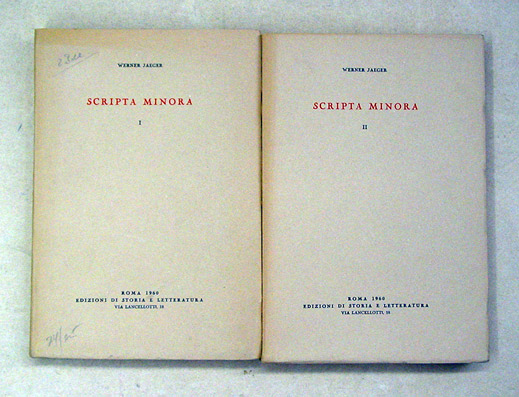 WERNER JAEGER
SCRIPTA MINORA
I
ROMA 1960
EDIZIONI DI STORIA E LETTERATURA
VIA LANCELLOTTI, 18
WERNER JAEGER
SCRIPTA MINORA
II
ROMA 1960
EDIZIONI DI STORIA E LETTERATURA
VIA LANCELLOTTI, 18